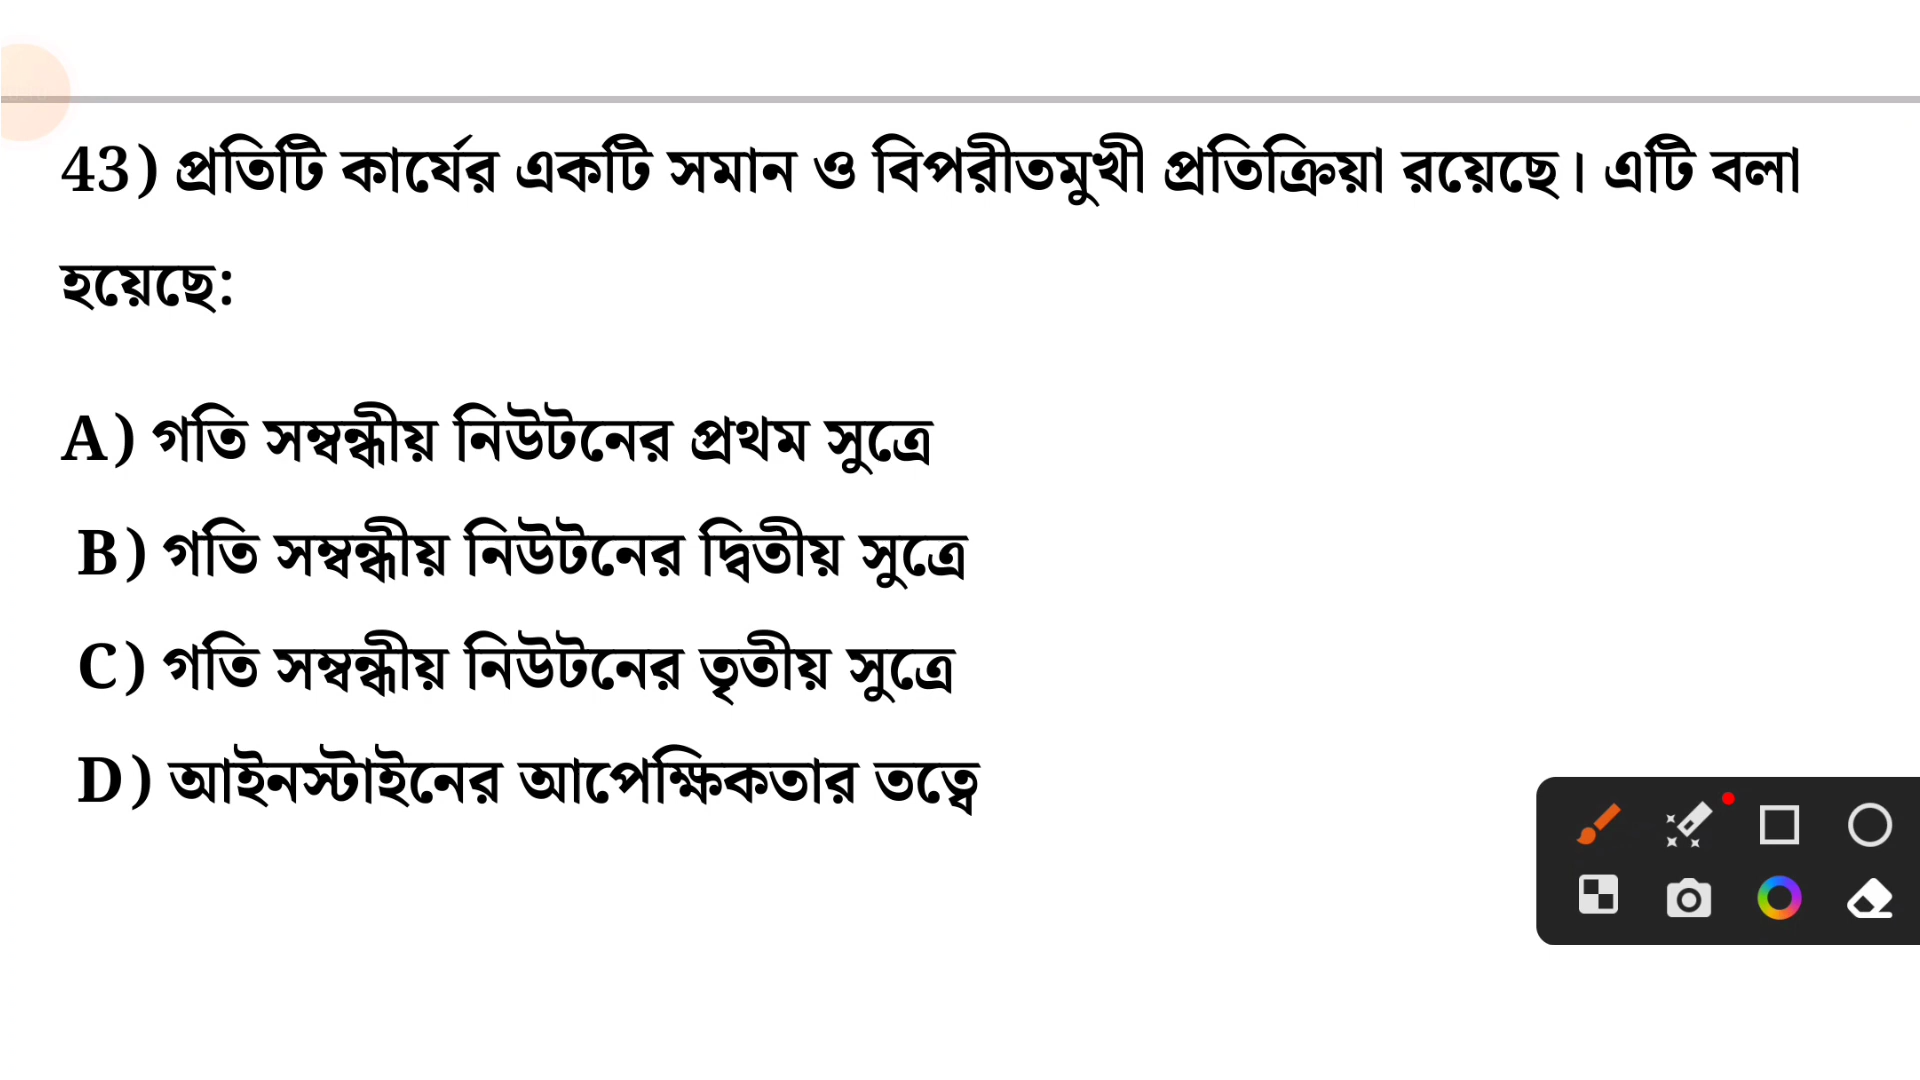 43) প্রতিটি কার্যের একটি সমান ও বিপরীতমুখী প্রতিক্রিয়া রয়েছে। এটি বলা
হয়েছে:
A) গতি সম্বন্ধীয় নিউটনের প্রথম সুত্রে
B) গতি সম্বন্ধীয় নিউটনের দ্বিতীয় সুত্রে
C) গতি সম্বন্ধীয় নিউটনের তৃতীয় সুত্রে
D) আইনস্টাইনের আপেক্ষিকতার তত্বে